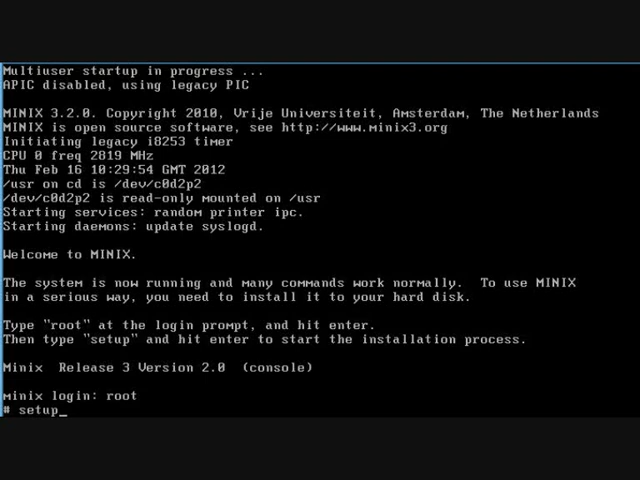 Multiuser startup in progress ...
APIC disabled, using legacy PIC
MINIX 3.2.0. Copyright 2010, Vrije Universiteit, Amsterdam, The Netherlands
MINIX is open source software, see http://www.minix3.org
Initiating legacy i8253 timer
CPU 0 freq 2819 MHz
Thu Feb 16 10:29:54 GMT 2012
/usr on cd is /dev/c0d2p2
/dev/c0d2p2 is read-only mounted on /usr
Starting services: random printer ipc.
Starting daemons: update syslogd.
Welcome to MINIX.
The system is now running and many commands work normally.  To use MINIX
in a serious way, you need to install it to your hard disk.
Type "root" at the login prompt, and hit enter.
Then type "setup" and hit enter to start the installation process.
Minix  Release 3 Version 2.0  (console)
minix login: root
# setup_